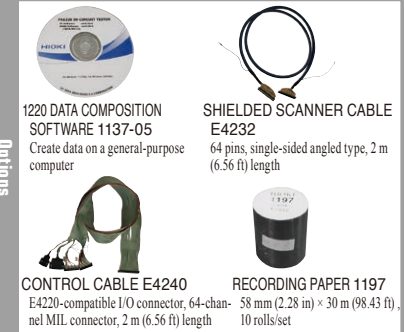 Options
HIOKI
1220 DATA COMPOSITION
SOFTWARE 1137-05
Create data on a general-purpose
computer
SHIELDED SCANNER CABLE
E4232
64 pins, single-sided angled type, 2 m
(6.56 ft) length
CONTROL CABLE E4240
E4220-compatible I/O connector, 64-chan-
nel MIL connector, 2 m (6.56 ft) length
1197
RECORDING PAPER 1197
58 mm (2.28 in) × 30 m (98.43 ft) ,
10 rolls/set